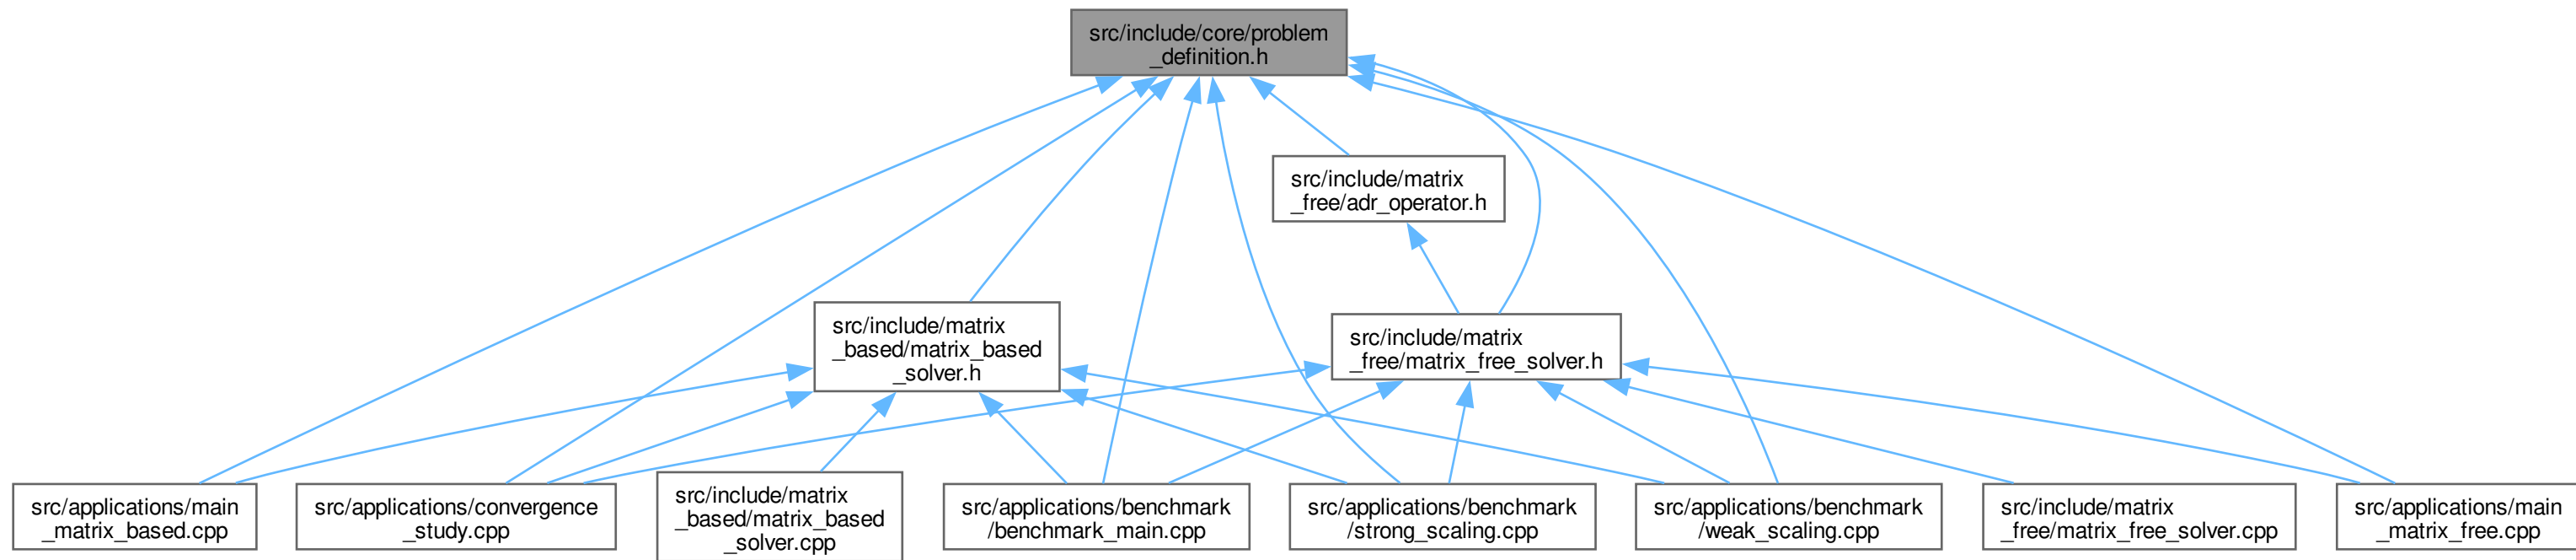 src/include/core/problem
_definition.h
src/include/matrix
_free/adr_operator.h
src/include/matrix
_based/matrix_based
_solver.h
src/include/matrix
_free/matrix_free_solver.h
src/applications/main
_matrix_based.cpp
src/applications/convergence
_study.cpp
src/include/matrix
_based/matrix_based
_solver.cpp
src/applications/benchmark
/benchmark_main.cpp
src/applications/benchmark
/strong_scaling.cpp
src/applications/benchmark
/weak_scaling.cpp
src/include/matrix
_free/matrix_free_solver.cpp
src/applications/main
_matrix_free.cpp